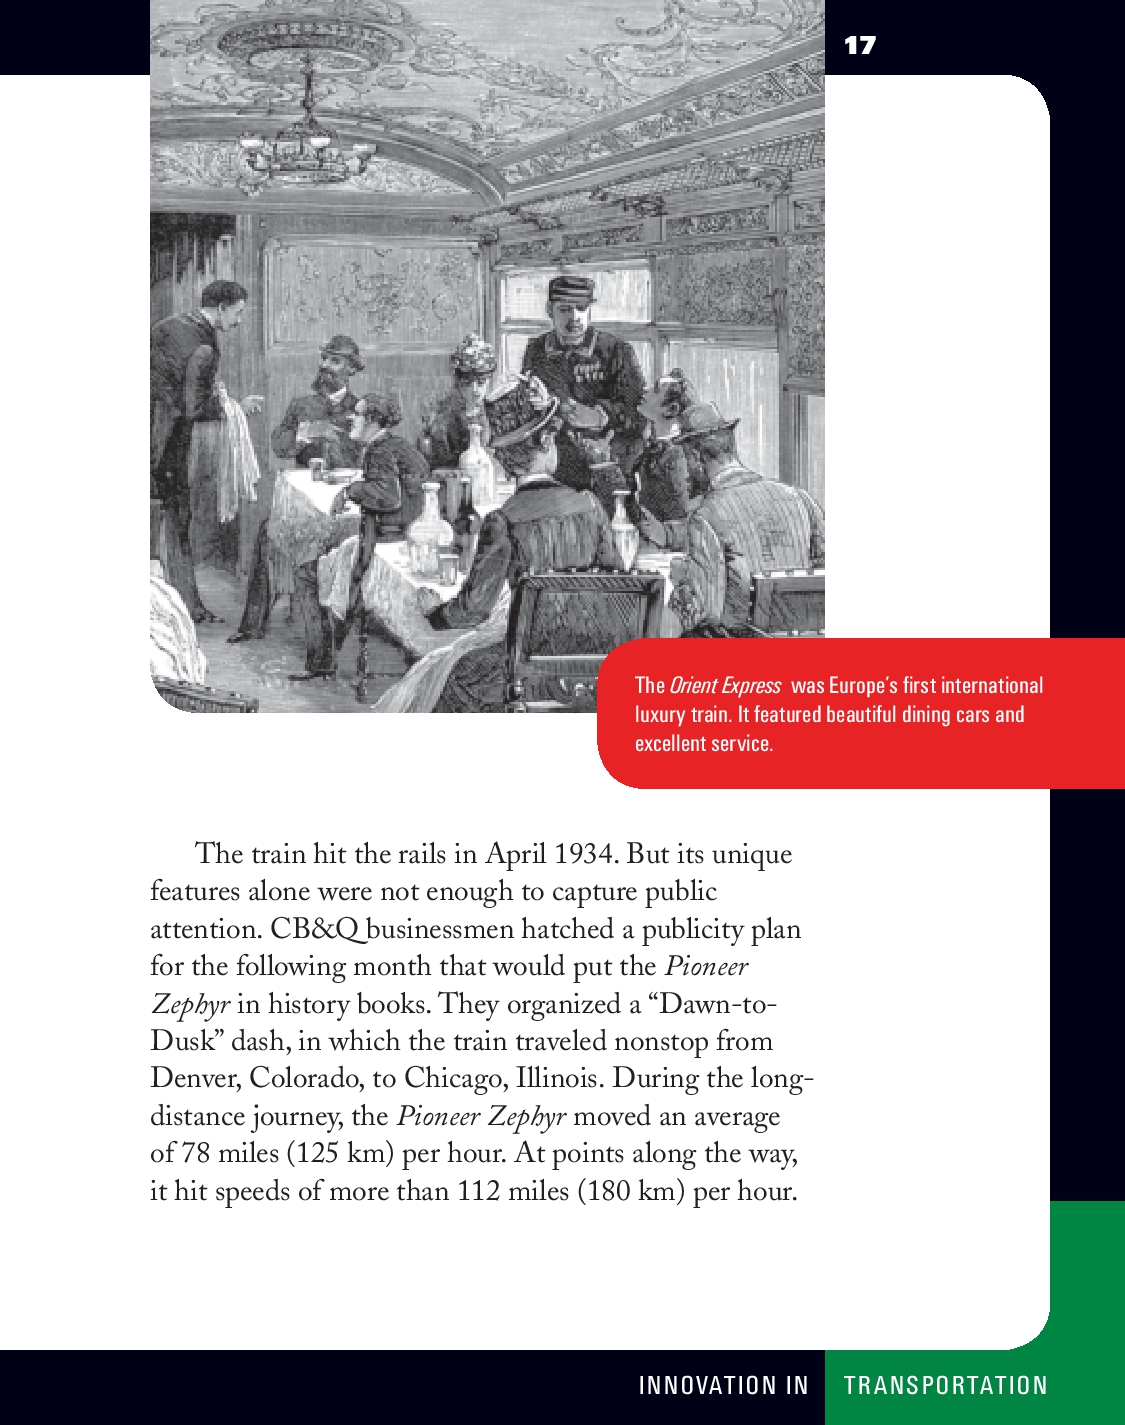 17
The Orient Express was Europe's first international
luxury train. It featured beautiful dining cars and
excellent service.
The train hit the rails in April 1934. But its unique
features alone were not enough to capture public
attention. CB&Q businessmen hatched a publicity plan
for the following month that would put the Pioneer
Zephyr in history books. They organized a “Dawn-to-
Dusk” dash, in which the train traveled nonstop from
Denver, Colorado, to Chicago, Illinois. During the long-
distance journey, the Pioneer Zephyr moved an average
of 78 miles (125 km) per hour. At points along the way,
it hit speeds of more than 112 miles (180 km) per hour.
INNOVATION IN TRANSPORTATION